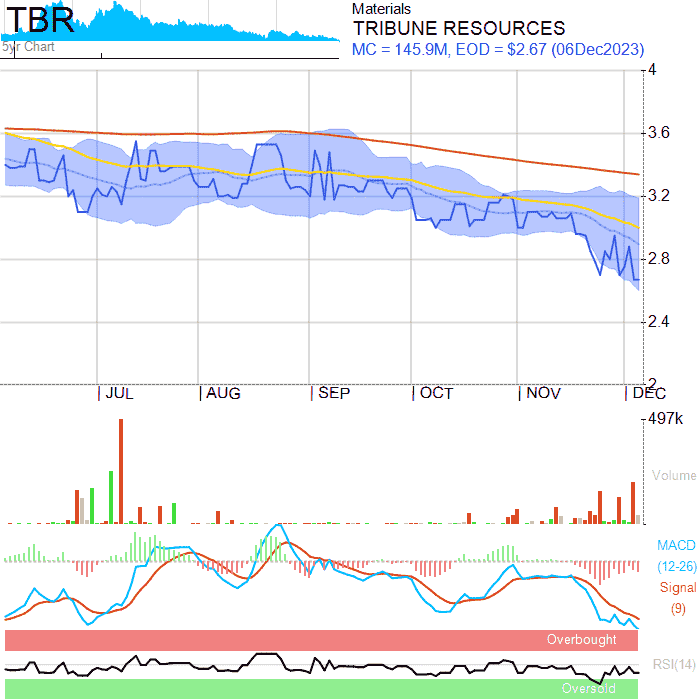 TBR
5yr Chart
Materials
TRIBUNE RESOURCES
MC = 145.9M, EOD = $2.67 (06Dec2023)
4
3.6
3.2
2.8
2.4
2
JUL AUG SEP OCT NOV DEC
497k
Volume
MACD
(12-26)
Signal
(9)
Overbought
RSI(14)
Oversold